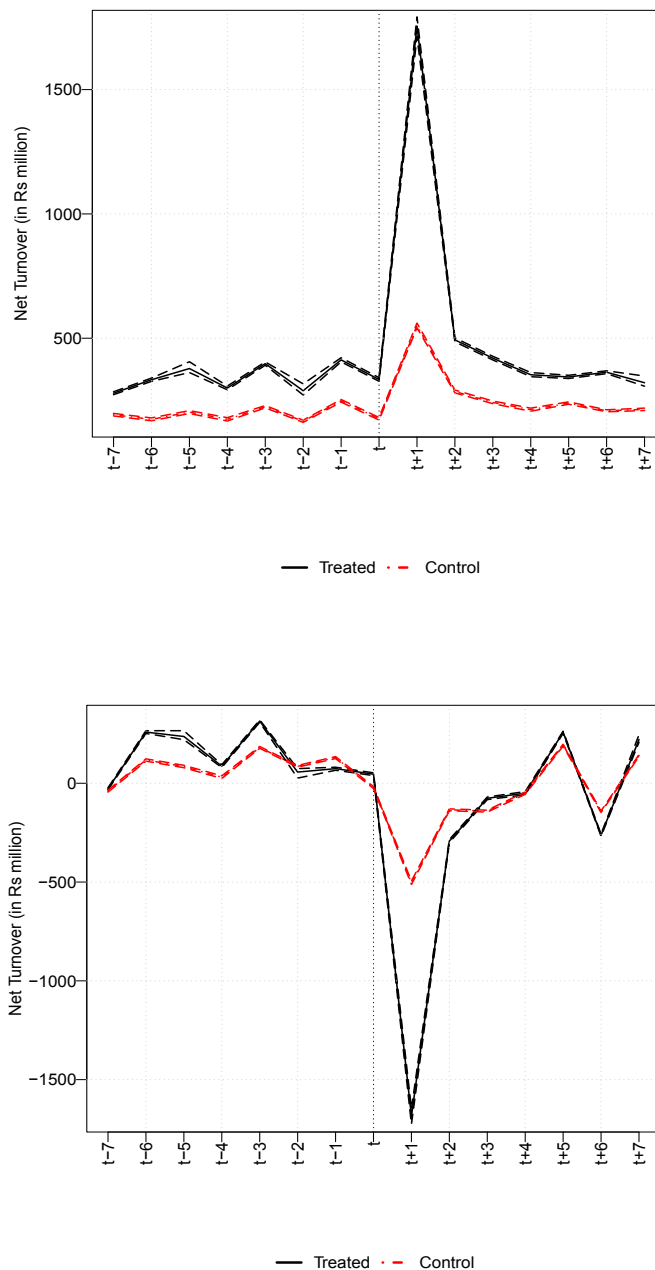 Net Turnover (in Rs million)
1500
1000
500
t−7 t−6 t−5 t−4 t−3 t−2 t−1 t t+1 t+2 t+3 t+4 t+5 t+6 t+7
Treated Control
Net Turnover (in Rs million)
0
−500
−1000
−1500
t−7 t−6 t−5 t−4 t−3 t−2 t−1 t t+1 t+2 t+3 t+4 t+5 t+6 t+7
Treated Control